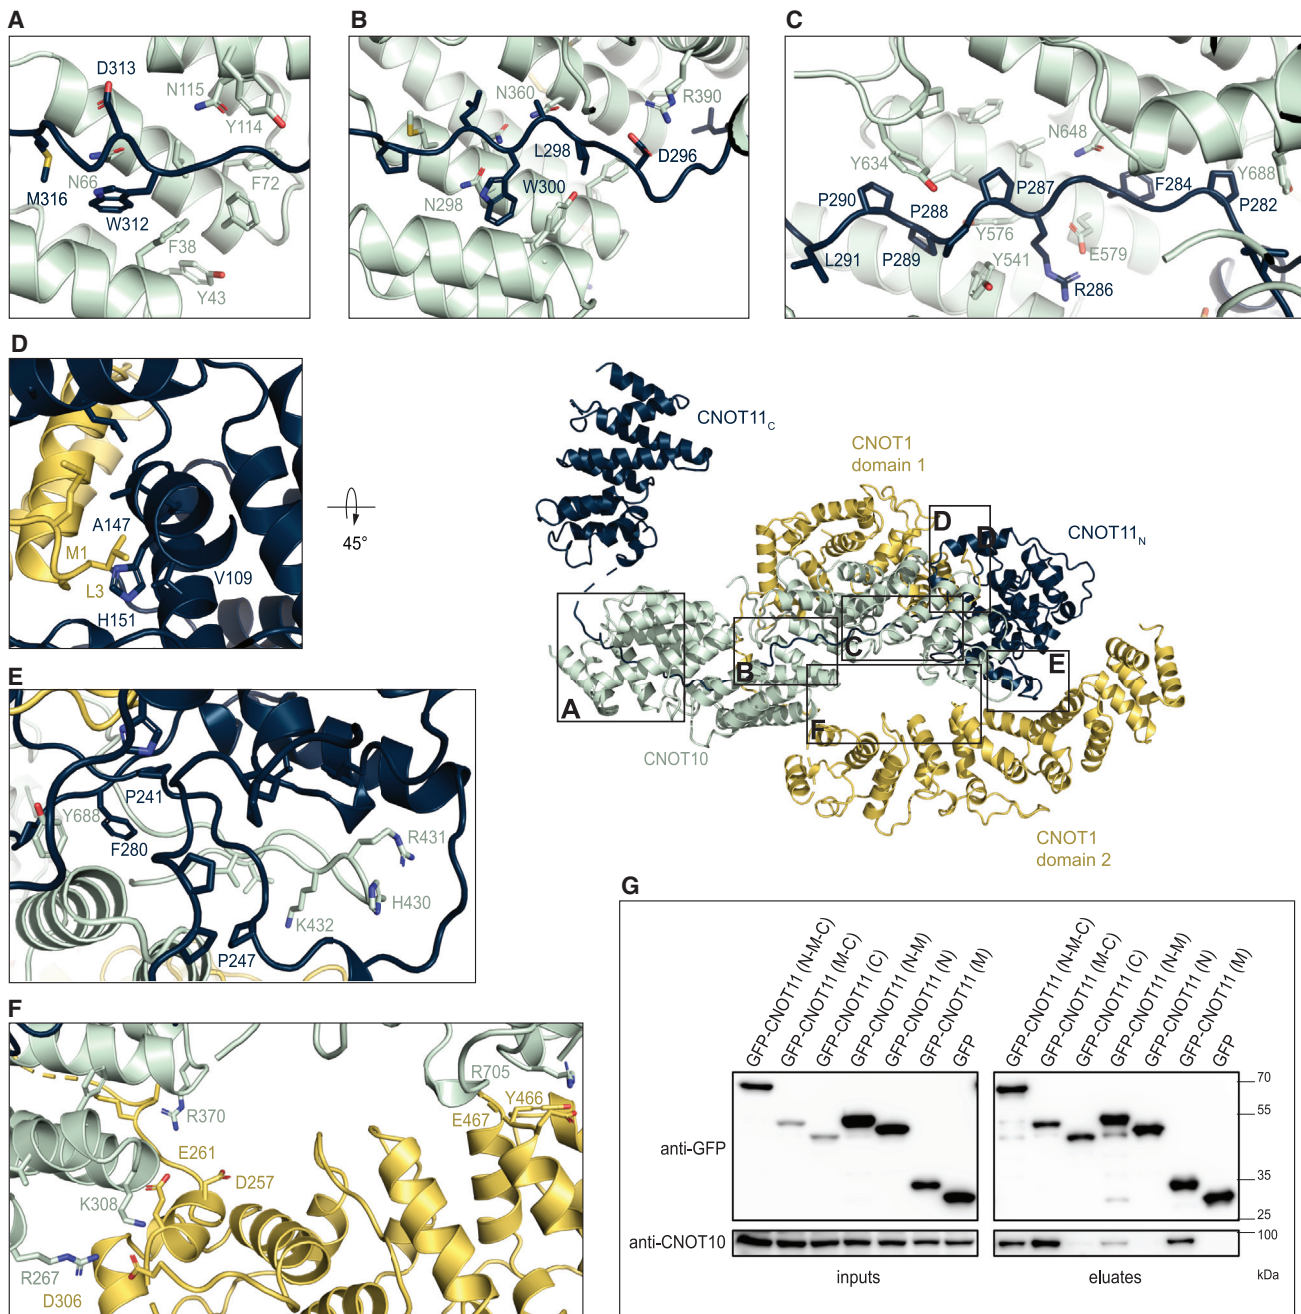 A
D313
N115
Y114
N66
F72
M316
W312
F38
Y43
B
N360
R390
L298
D296
W300
N298
C
N648
Y634
Y688
P287
F284
P290
P288
P282
Y576
E579
P289
Y541
L291
R286
D
A147
M1
L3
V109
H151
45°
CNOT11C
CNOT1
domain 1
D
D
CNOT11N
C
B
E
A
F
CNOT10
CNOT1
domain 2
E
P241
Y688
R431
F280
H430
K432
P247
F
R705
Y466
R370
E467
E261
D257
K308
R267
D306
G
GFP-CNOT11 (N-M-C)
GFP-CNOT11 (M-C)
GFP-CNOT11 (C)
GFP-CNOT11 (N-M)
GFP-CNOT11 (N)
GFP-CNOT11 (M)
GFP
GFP-CNOT11 (N-M-C)
GFP-CNOT11 (M-C)
GFP-CNOT11 (C)
GFP-CNOT11 (N-M)
GFP-CNOT11 (N)
GFP-CNOT11 (M)
GFP
70
55
anti-GFP
35
25
anti-CNOT10
100
inputs
eluates
kDa